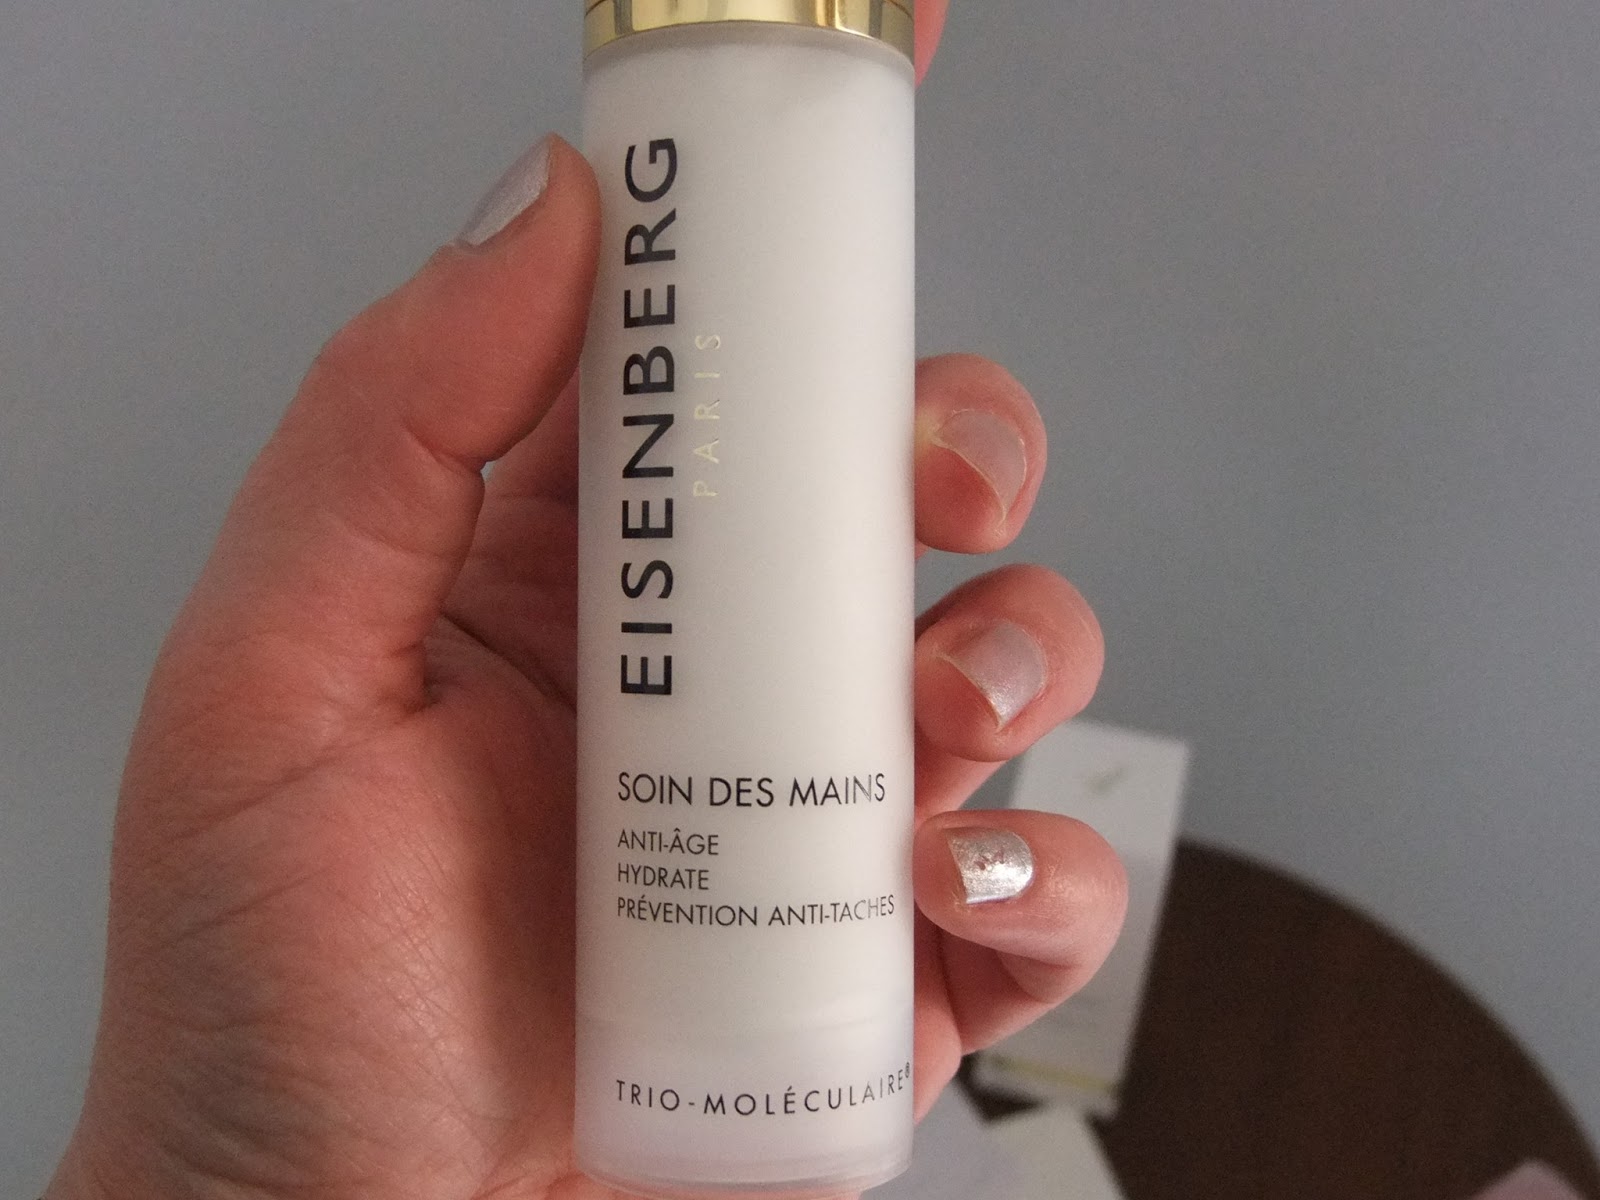 EISENBERG
PARIS
SOIN DES MAINS
ANTI-ÂGE
HYDRATE
PRÉVENTION ANTI-TACHES
TRIO-MOLÉCULAIRE®